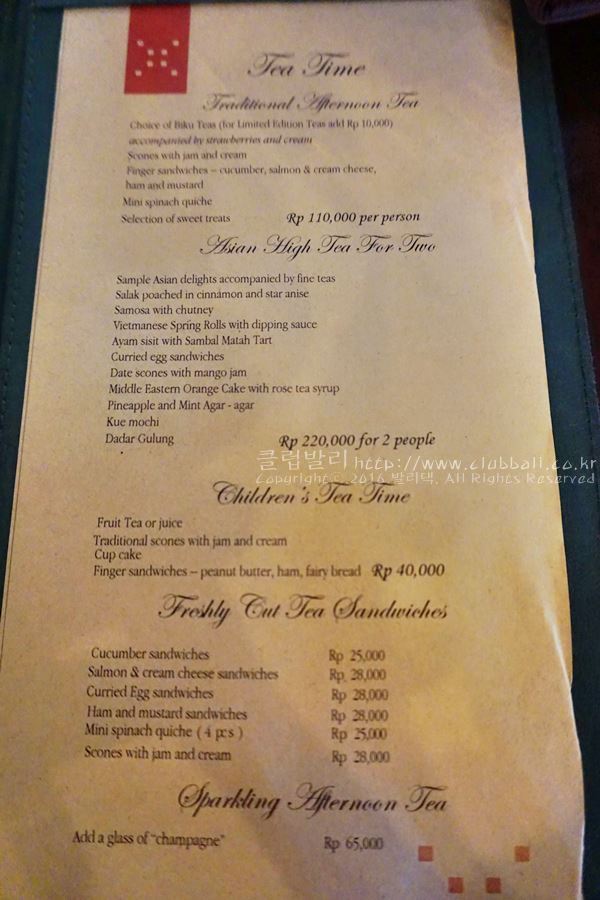 Tea Time
Traditional Afternoon Tea
Choice of Biku Teas (for Limited Edition Teas add Rp 10,000)
accompanied by strawberries and cream
Scones with jam and cream
Finger sandwiches – cucumber, salmon & cream cheese,
ham and mustard
Mini spinach quiche
Selection of sweet treats Rp 110,000 per person
Asian High Tea For Two
Sample Asian delights accompanied by fine teas
Salak poached in cinnamon and star anise
Samosa with chutney
Vietmanese Spring Rolls with dipping sauce
Ayam sisit with Sambal Matah Tart
Curried egg sandwiches
Date scones with mango jam
Middle Eastern Orange Cake with rose tea syrup
Pineapple and Mint Agar - agar
Kue mochi
Dadar Gulung Rp 220,000 for 2 people
클럽발리 http://www.clubbali.co.kr
Copyright© 2016 발리택. All Rights Reserved
Children's Tea Time
Fruit Tea or juice
Traditional scones with jam and cream
Cup cake
Finger sandwiches – peanut butter, ham, fairy bread Rp 40,000
Freshly Cut Tea Sandwiches
Cucumber sandwiches Rp 25,000
Salmon & cream cheese sandwiches Rp. 28,000
Curried Egg sandwiches Rp 28,000
Ham and mustard sandwiches Rp 28,000
Mini spinach quiche ( 4 pcs ) Rp 25,000
Scones with jam and cream Rp 28,000
Sparkling Afternoon Tea
Add a glass of "champagne" Rp 65,000